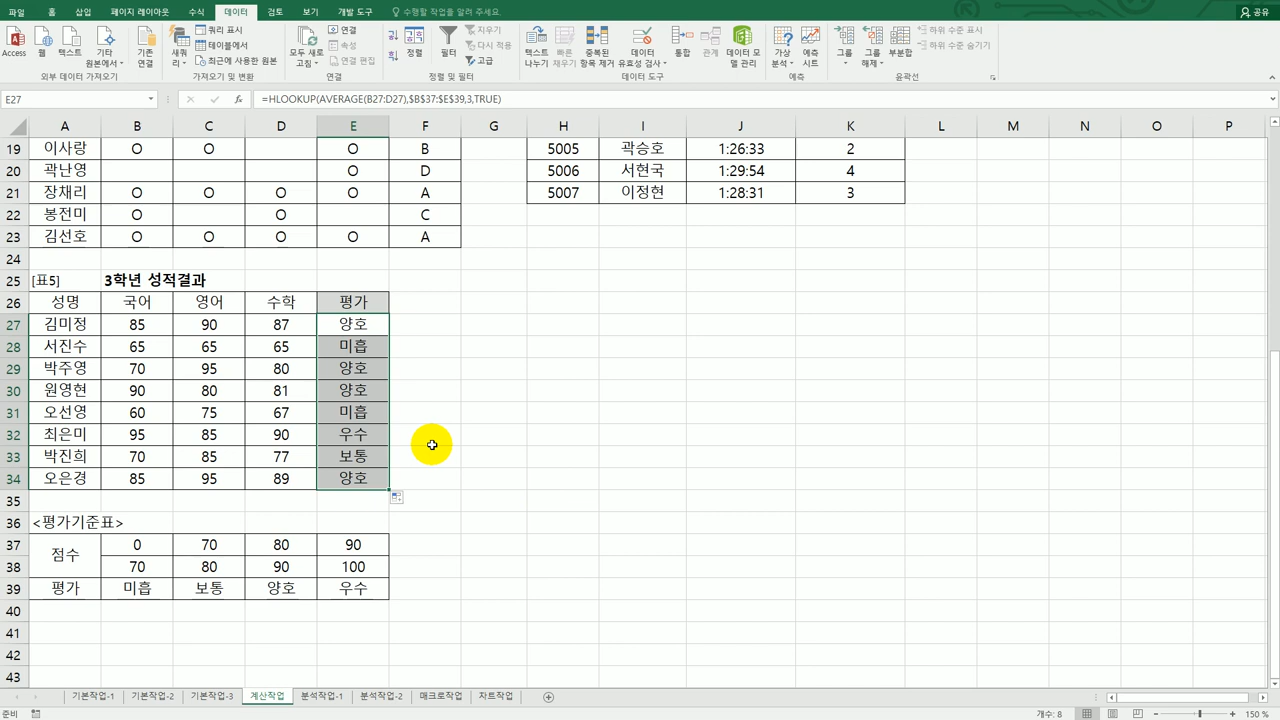 파일 홈 삽입 페이지 레이아웃 수식 데이터 검토 보기 개발 도구 수행할 작업을 알려 주세요. 공유
Access 웹 텍스트 기타 원본에서 기존 연결 새 쿼리 쿼리 표시 테이블에서 최근에 사용한 원본 모두 새로 고침 연결 속성 연결 편집 정렬 필터 지우기 다시 적용 고급 텍스트 나누기 빠른 채우기 중복된 항목 제거 데이터 유효성 검사 통합 관계 데이터 모델 관리 가상 분석 예측 시트 그룹 그룹 해제 부분합 하위 수준 표시 하위 수준 숨기기
외부 데이터 가져오기 가져오기 및 변환 연결 정렬 및 필터 데이터 도구 예측 윤곽선
E27 fx =HLOOKUP(AVERAGE(B27:D27),$B$37:$E$39,3,TRUE)
A B C D E F G H I J K L M N O P
19 이사랑 O O O B 5005 곽승호 1:26:33 2
20 곽난영 O D 5006 서현국 1:29:54 4
21 장채리 O O O O A 5007 이정현 1:28:31 3
22 봉전미 O O C
23 김선호 O O O O A
24
25 [표5] 3학년 성적결과
26 성명 국어 영어 수학 평가
27 김미정 85 90 87 양호
28 서진수 65 65 65 미흡
29 박주영 70 95 80 양호
30 원영현 90 80 81 양호
31 오선영 60 75 67 미흡
32 최은미 95 85 90 우수
33 박진희 70 85 77 보통
34 오은경 85 95 89 양호
35
36 <평가기준표>
37 점수 0 70 80 90
38 70 80 90 100
39 평가 미흡 보통 양호 우수
40
41
42
43
기본작업-1 기본작업-2 기본작업-3 계산작업 분석작업-1 분석작업-2 매크로작업 차트작업
준비 개수: 8 150 %